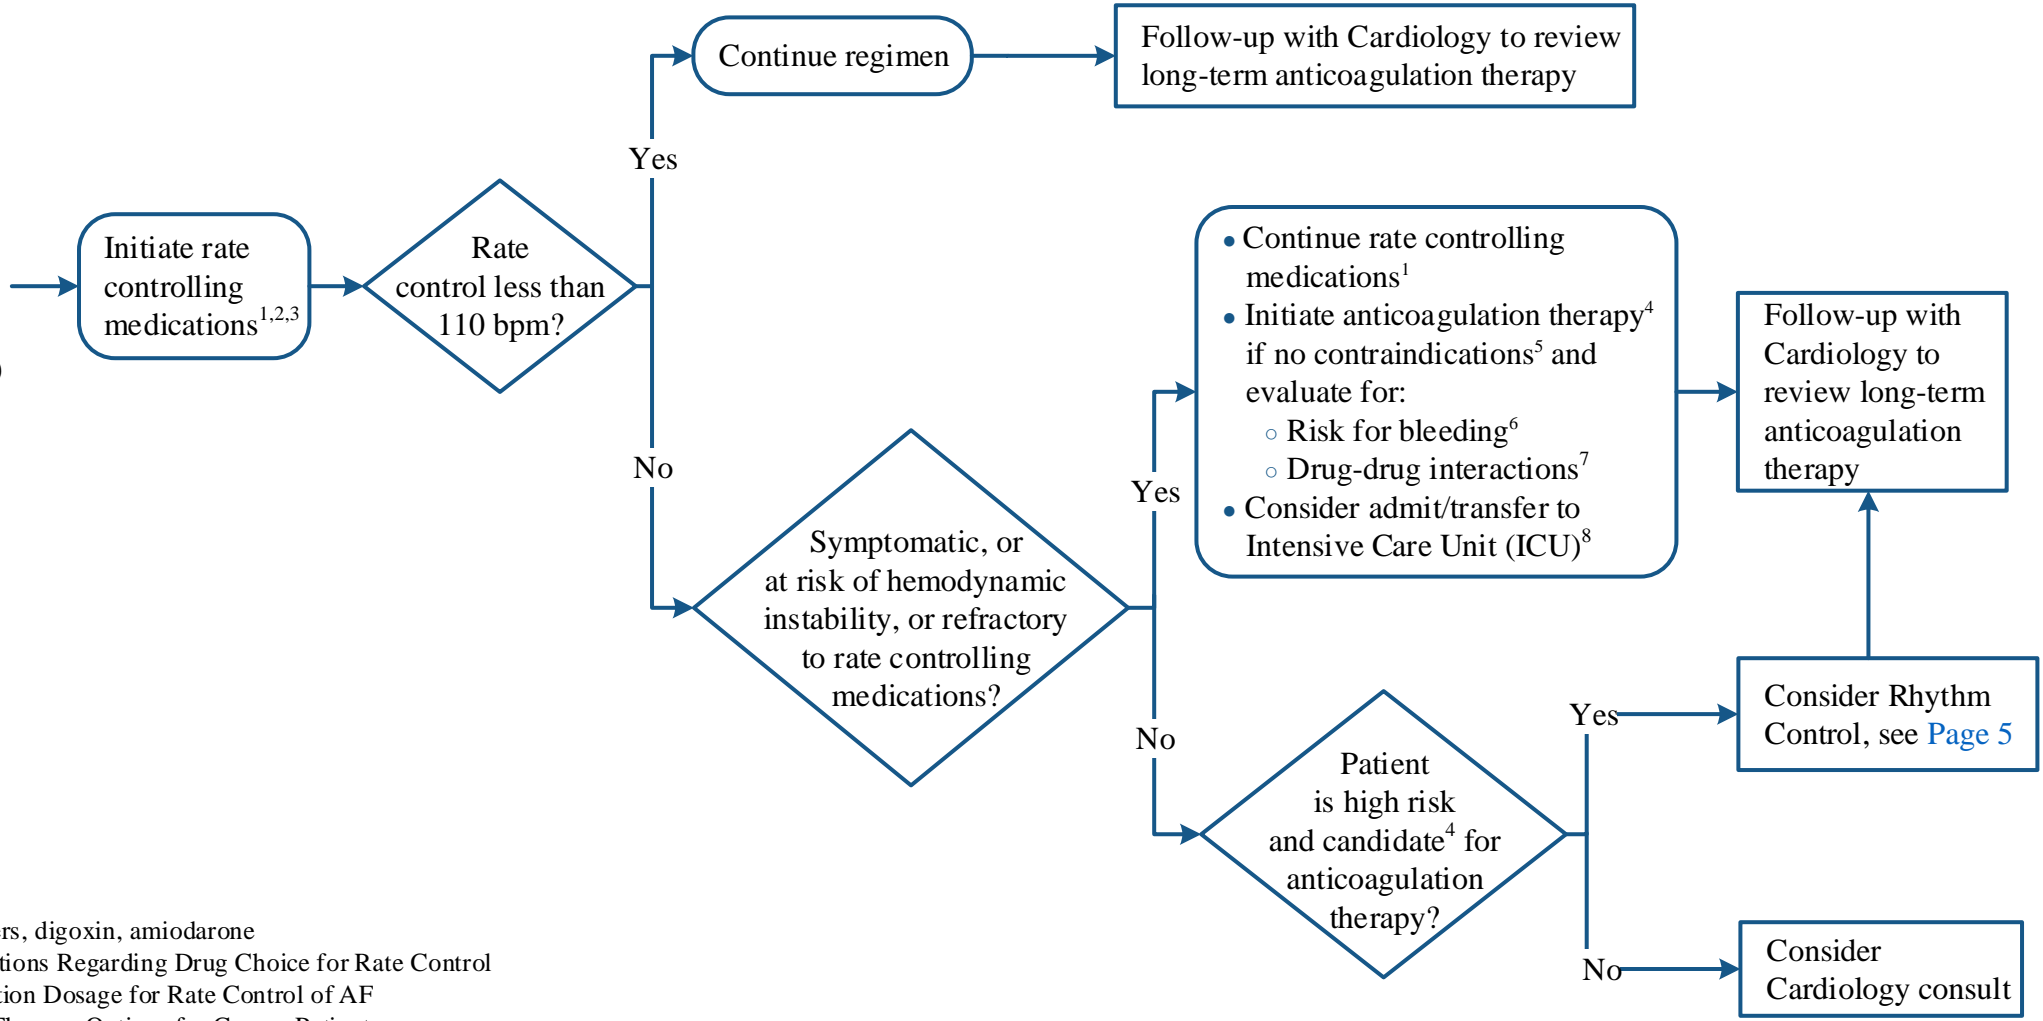 Continue regimen
Follow-up with Cardiology to review
long-term anticoagulation therapy
Yes
Initiate rate
controlling
medications1,2,3
Rate
control less than
110 bpm?
)
No
Symptomatic, or
at risk of hemodynamic
instability, or refractory
to rate controlling
medications?
Yes
● Continue rate controlling
medications1
● Initiate anticoagulation therapy4
if no contraindications5 and
evaluate for:
○ Risk for bleeding6
○ Drug-drug interactions7
● Consider admit/transfer to
Intensive Care Unit (ICU)8
Follow-up with
Cardiology to
review long-term
anticoagulation
therapy
No
Patient
is high risk
and candidate4 for
anticoagulation
therapy?
Yes
Consider Rhythm
Control, see Page 5
No
Consider
Cardiology consult
ers, digoxin, amiodarone
tions Regarding Drug Choice for Rate Control
tion Dosage for Rate Control of AF